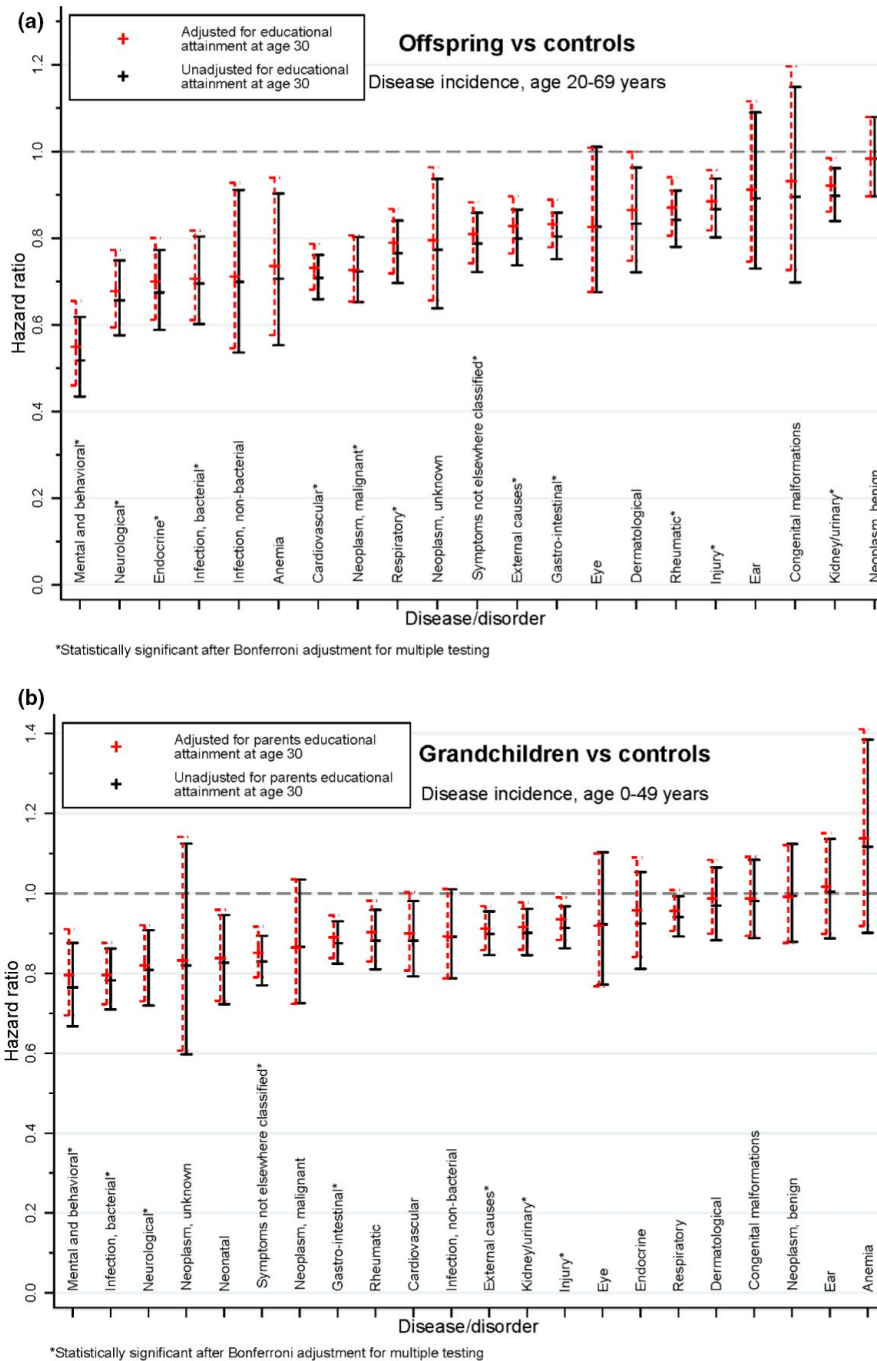 (a)
Adjusted for educational
attainment at age 30
Unadjusted for educational
attainment at age 30
Offspring vs controls
Disease incidence, age 20-69 years
Hazard ratio
1.2
1.0
0.8
0.6
0.4
0.2
0.0
Mental and behavioral*
Neurological*
Endocrine*
Infection, bacterial*
Infection, non-bacterial
Anemia
Cardiovascular*
Neoplasm, malignant*
Respiratory*
Neoplasm, unknown
Symptoms not elsewhere classified*
External causes*
Gastro-intestinal*
Eye
Dermatological
Rheumatic*
Injury*
Ear
Congenital malformations
Kidney/urinary*
Neoplasm, benign
Disease/disorder
*Statistically significant after Bonferroni adjustment for multiple testing
(b)
Adjusted for parents educational
attainment at age 30
Unadjusted for parents educational
attainment at age 30
Grandchildren vs controls
Disease incidence, age 0-49 years
Hazard ratio
1.4
1.2
1.0
0.8
0.6
0.4
0.2
0.0
Mental and behavioral*
Infection, bacterial*
Neurological*
Neoplasm, unknown
Neonatal
Symptoms not elsewhere classified*
Neoplasm, malignant
Gastro-intestinal*
Rheumatic
Cardiovascular
Infection, non-bacterial
External causes*
Kidney/urinary*
Injury*
Eye
Endocrine
Respiratory
Dermatological
Congenital malformations
Neoplasm, benign
Ear
Anemia
Disease/disorder
*Statistically significant after Bonferroni adjustment for multiple testing